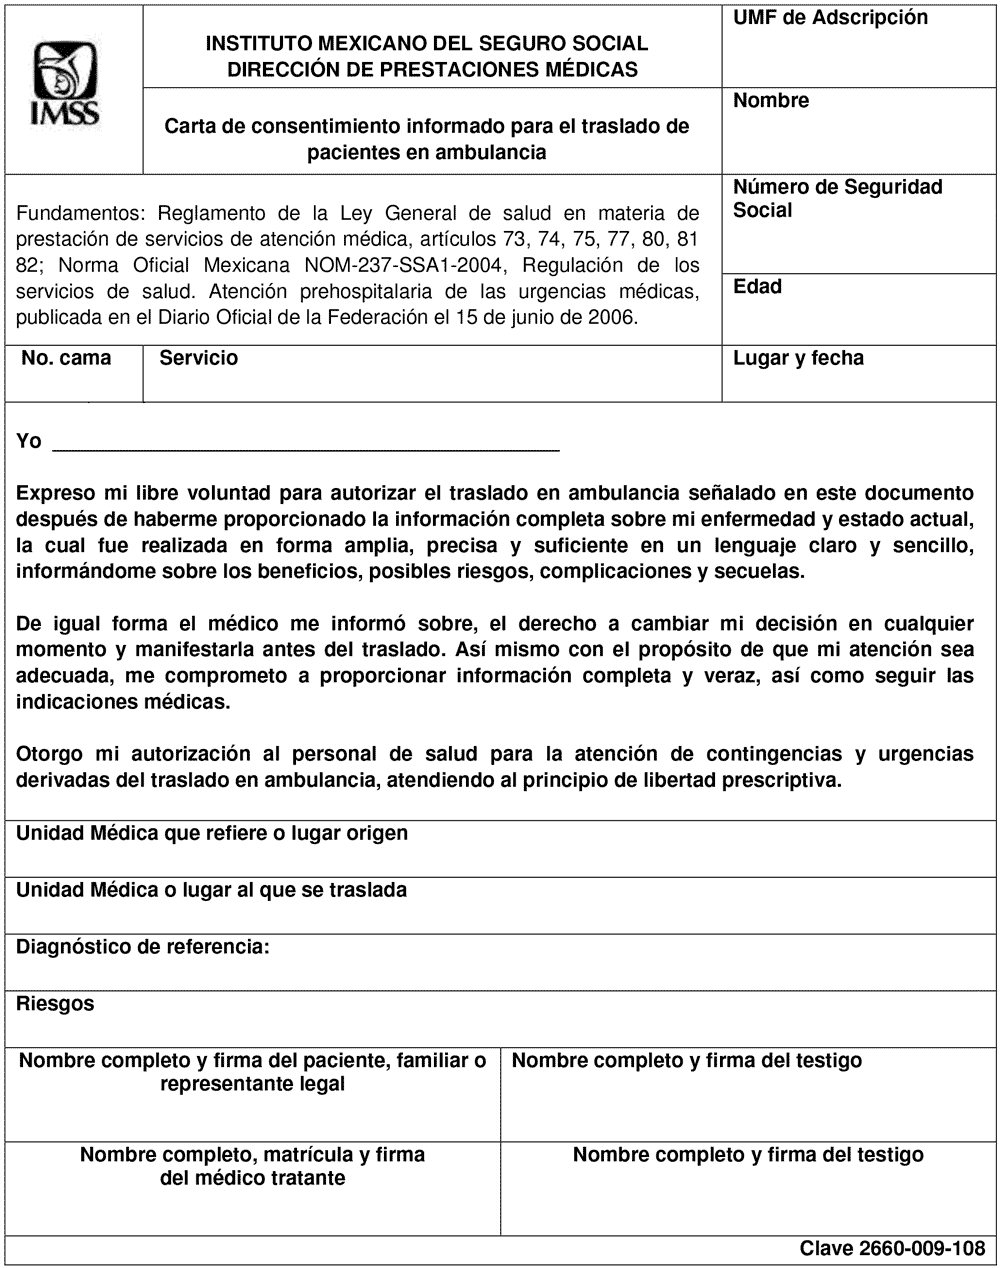 IMSS
INSTITUTO MEXICANO DEL SEGURO SOCIAL
DIRECCIÓN DE PRESTACIONES MÉDICAS
UMF de Adscripción
Carta de consentimiento informado para el traslado de
pacientes en ambulancia
Nombre
Fundamentos: Reglamento de la Ley General de salud en materia de
prestación de servicios de atención médica, artículos 73, 74, 75, 77, 80, 81
82; Norma Oficial Mexicana NOM-237-SSA1-2004, Regulación de los
servicios de salud. Atención prehospitalaria de las urgencias médicas,
publicada en el Diario Oficial de la Federación el 15 de junio de 2006.
Número de Seguridad
Social
Edad
No. cama
Servicio
Lugar y fecha
Yo
Expreso mi libre voluntad para autorizar el traslado en ambulancia señalado en este documento
después de haberme proporcionado la información completa sobre mi enfermedad y estado actual,
la cual fue realizada en forma amplia, precisa y suficiente en un lenguaje claro y sencillo,
informándome sobre los beneficios, posibles riesgos, complicaciones y secuelas.
De igual forma el médico me informó sobre, el derecho a cambiar mi decisión en cualquier
momento y manifestarla antes del traslado. Así mismo con el propósito de que mi atención sea
adecuada, me comprometo a proporcionar información completa y veraz, así como seguir las
indicaciones médicas.
Otorgo mi autorización al personal de salud para la atención de contingencias y urgencias
derivadas del traslado en ambulancia, atendiendo al principio de libertad prescriptiva.
Unidad Médica que refiere o lugar origen
Unidad Médica o lugar al que se traslada
Diagnóstico de referencia:
Riesgos
Nombre completo y firma del paciente, familiar o
representante legal
Nombre completo y firma del testigo
Nombre completo, matrícula y firma
del médico tratante
Nombre completo y firma del testigo
Clave 2660-009-108